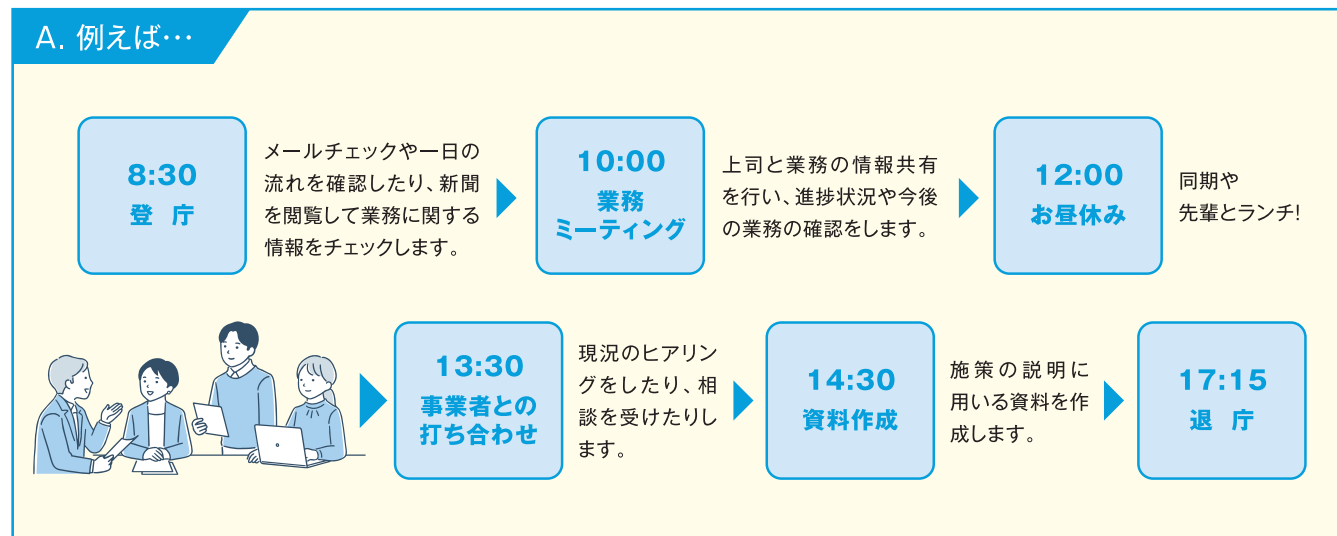 A. 例えば…
8:30
登 庁
メールチェックや一日の
流れを確認したり、新聞
を閲覧して業務に関する
情報をチェックします。
10:00
業務
ミーティング
上司と業務の情報共有
を行い、進捗状況や今後
の業務の確認をします。
12:00
お昼休み
同期や
先輩とランチ!
13:30
事業者との
打ち合わせ
現況のヒアリン
グをしたり、相
談を受けたりし
ます。
14:30
資料作成
施策の説明に
用いる資料を作
成します。
17:15
退 庁